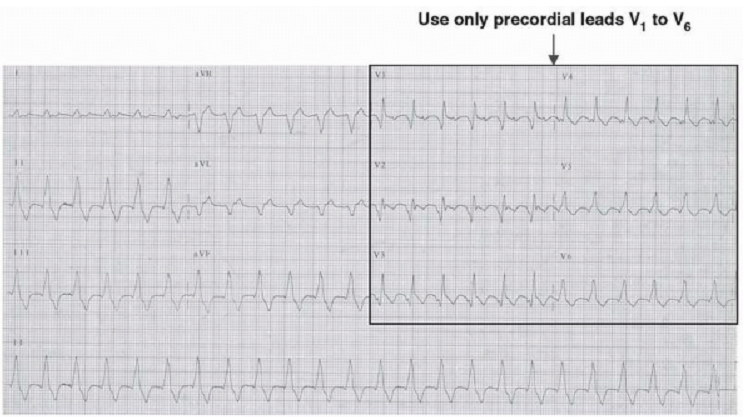 Use only precordial leads V1 to V6
I
aVR
V1
V4
II
aVL
V2
V5
III
aVF
V3
V6
II